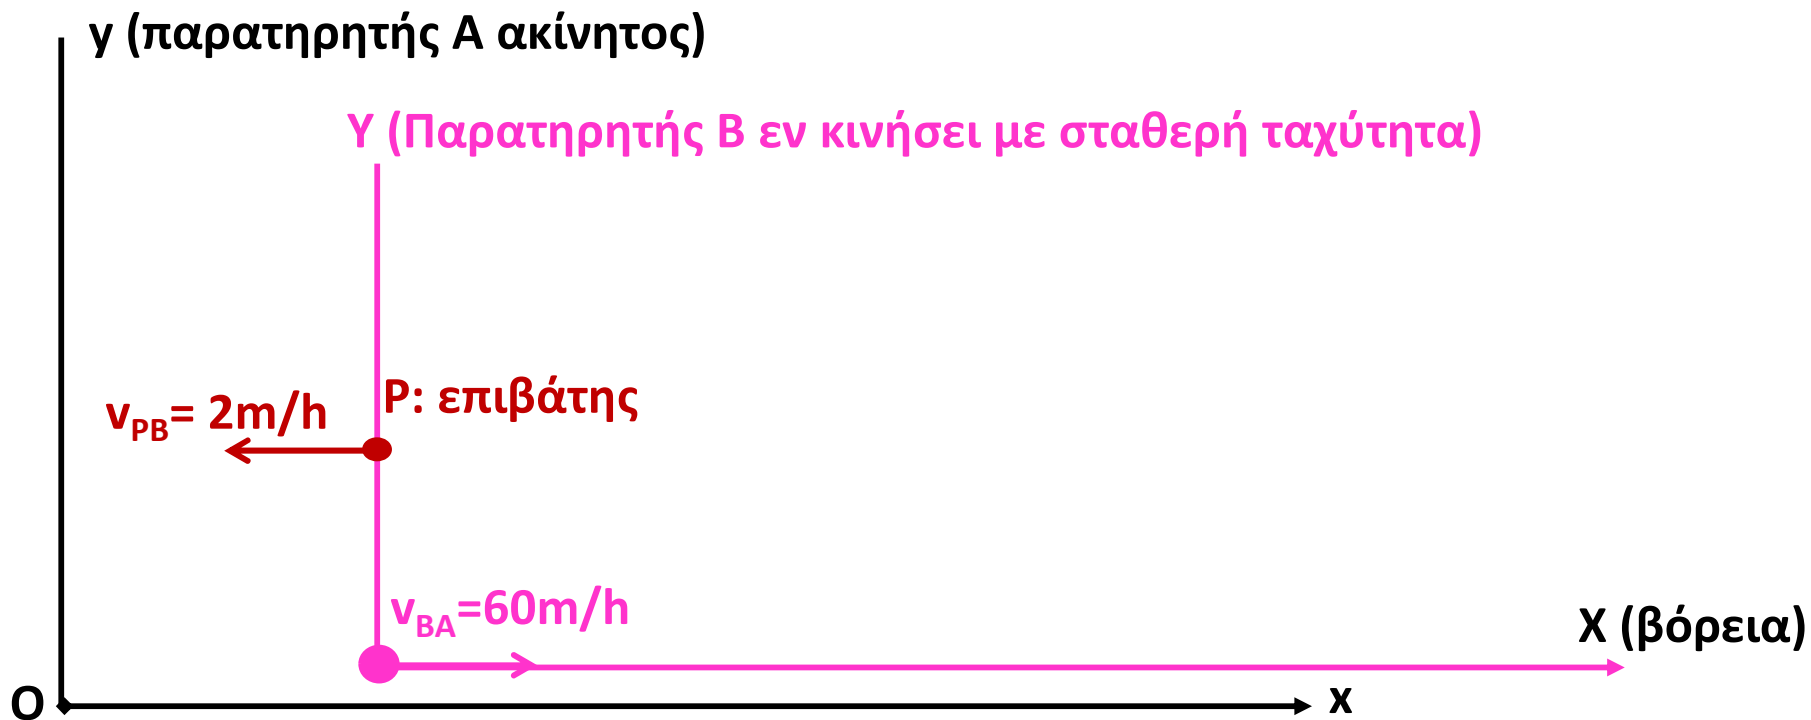 y (παρατηρητής Α ακίνητος)
Υ (Παρατηρητής Β εν κινήσει με σταθερή ταχύτητα)
P: επιβάτης
vPB= 2m/h
vBA=60m/h
X (βόρεια)
O
x